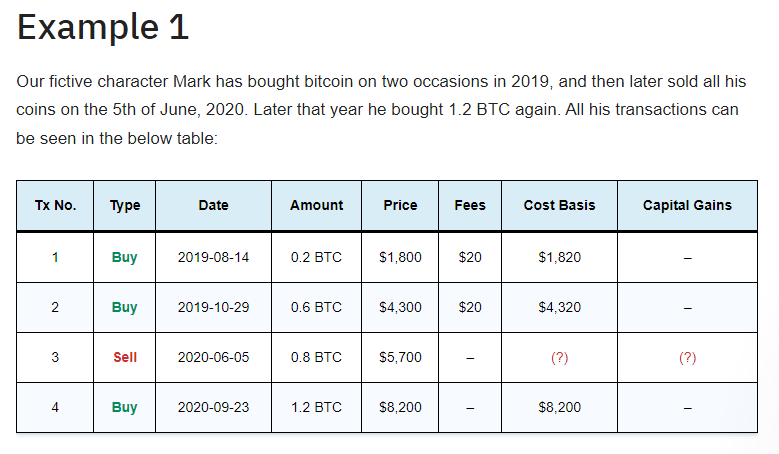 Example 1
Our fictive character Mark has bought bitcoin on two occasions in 2019, and then later sold all his
coins on the 5th of June, 2020. Later that year he bought 1.2 BTC again. All his transactions can
be seen in the below table:
Tx No. Type Date Amount Price Fees Cost Basis Capital Gains
1 Buy 2019-08-14 0.2 BTC $1,800 $20 $1,820 –
2 Buy 2019-10-29 0.6 BTC $4,300 $20 $4,320 –
3 Sell 2020-06-05 0.8 BTC $5,700 – (?) (?)
4 Buy 2020-09-23 1.2 BTC $8,200 – $8,200 –